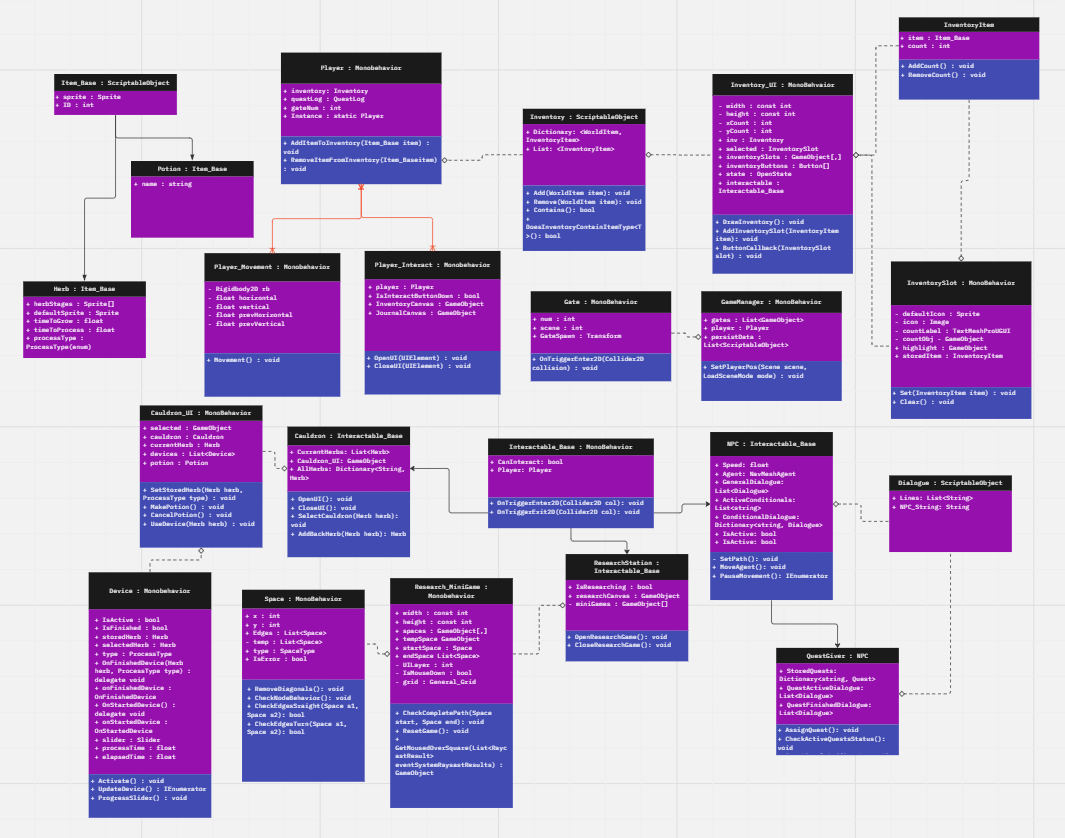 InventoryItem
+ item : Item_Base
+ count : int
+ AddCount() : void
+ RemoveCount() : void
Player : Monobehavior
+ inventory: Inventory
+ questLog : QuestLog
+ gateNum : int
+ Instance : static Player
+ AddItemToInventory(Item_Base item) :
void
+ RemoveItemFromInventory(Item_Baseitem)
: void
Item_Base : ScriptableObject
+ sprite : Sprite
+ ID : int
Inventory_UI : MonoBehavior
- width : const int
- height : const int
- xCount : int
- yCount : int
+ inv : Inventory
+ selected : InventorySlot
+ inventorySlots : GameObject[,]
+ inventoryButtons : Button[]
+ state : OpenState
+ interactable :
Interactable_Base
+ DrawInventory(): void
+ AddInventorySlot(InventoryItem
item): void
+ ButtonCallback(InventorySlot
slot) : void
Inventory : ScriptableObject
+ Dictionary: <WorldItem,
InventoryItem>
+ List: <InventoryItem>
+ Add(WorldItem item): void
+ Remove(WorldItem item): void
+ Contains(): bool
+
DoesInventoryContainItemType<T
>(): bool
Potion : Item_Base
+ name : string
Herb : Item_Base
+ herbStages : Sprite[]
+ defaultSprite : Sprite
+ timeToGrow : float
+ timeToProcess : float
+ processType :
ProcessType(enum)
Player_Movement : Monobehavior
- Rigidbody2D rb
- float horizontal
- float vertical
- float prevHorizontal
- float prevVertical
+ Movement() : void
Player_Interact : Monobehavior
+ player : Player
+ IsInteractButtonDown : bool
+ InventoryCanvas : GameObject
+ JournalCanvas : GameObject
+ OpenUI(UIElement) : void
+ CloseUI(UIElement) : void
Gate : MonoBehavior
+ num : int
+ scene : int
+ GateSpawn : Transform
+ OnTriggerEnter2D(Collider2D
collision) : void
GameManager : MonoBehavior
+ gates : List<GameObject>
+ player : Player
+ persistData :
List<ScriptableObject>
+ SetPlayerPos(Scene scene,
LoadSceneMode mode) : void
InventorySlot : MonoBehavior
- defaultIcon : Sprite
- icon : Image
- countLabel : TextMeshProUGUI
- countObj - GameObject
+ highlight : GameObject
+ storedItem : InventoryItem
+ Set(InventoryItem item) : void
+ Clear() : void
Cauldron_UI : MonoBehavior
+ selected : GameObject
+ cauldron : Cauldron
+ currentHerb : Herb
+ devices : List<Device>
+ potion : Potion
+ SetStoredHerb(Herb herb,
ProcessType type) : void
+ MakePotion() : void
+ CancelPotion() : void
+ UseDevice(Herb herb) : void
Cauldron : Interactable_Base
+ CurrentHerbs: List<Herb>
+ Cauldron_UI: GameObject
+ AllHerbs: Dictionary<String,
Herb>
+ OpenUI(): void
+ CloseUI(): void
+ SelectCauldron(Herb herb):
void
+ AddBackHerb(Herb herb): Herb
Interactable_Base : MonoBehavior
+ CanInteract: bool
+ Player: Player
+ OnTriggerEnter2D(Collider2D col): void
+ OnTriggerExit2D(Collider2D col): void
NPC : Interactable_Base
+ Speed: float
+ Agent: NavMeshAgent
+ GeneralDialogue:
List<Dialogue>
+ ActiveConditionals:
List<string>
+ ConditionalDialogue:
Dictionary<string, Dialogue>
+ IsActive: bool
+ IsActive: bool
- SetPath(): void
+ MoveAgent(): void
+ PauseMovement(): IEnumerator
Dialogue : ScriptableObject
+ Lines: List<String>
+ NPC_String: String
ResearchStation :
Interactable_Base
+ IsResearching : bool
+ researchCanvas : GameObject
- miniGames : GameObject[]
+ OpenResearchGame(): void
+ CloseResearchGame(): void
Device : Monobehavior
+ IsActive : bool
+ IsFinished : bool
+ storedHerb : Herb
+ selectedHerb : Herb
+ type : ProcessType
+ OnFinishedDevice(Herb
herb, ProcessType type) :
delegate void
+ onFinishedDevice :
OnFinishedDevice
+ OnStartedDevice() :
delegate void
+ onStartedDevice :
OnStartedDevice
+ slider : Slider
+ processTime : float
+ elapsedTime : float
+ Activate() : void
+ UpdateDevice() : IEnumerator
+ ProgressSlider() : void
Space : MonoBehavior
+ x : int
+ y : int
+ Edges : List<Space>
- temp : List<Space>
+ type : SpaceType
+ IsError : bool
+ RemoveDiagonals(): void
+ CheckNodeBehavior(): void
+ CheckEdgesSraight(Space s1,
Space s2): bool
+ CheckEdgesTurn(Space s1,
Space s2): bool
Research_MiniGame :
Monobehavior
+ width : const int
+ height : const int
+ spaces : GameObject[,]
+ tempSpace GameObject
+ startSpace : Space
+ endSpace List<Space>
- UILayer : int
- IsMouseDown : bool
- grid : General_Grid
+ CheckCompletePath(Space
start, Space end): void
+ ResetGame(): void
+
GetMousedOverSquare(List<Rayc
astResult>
eventSystemRaysastResults) :
GameObject
QuestGiver : NPC
+ StoredQuests:
Dictionary<string, Quest>
+ QuestActiveDialogue:
List<Dialogue>
+ QuestFinishedDialogue:
List<Dialogue>
+ AssignQuest(): void
+ CheckActiveQuestsStatus():
void